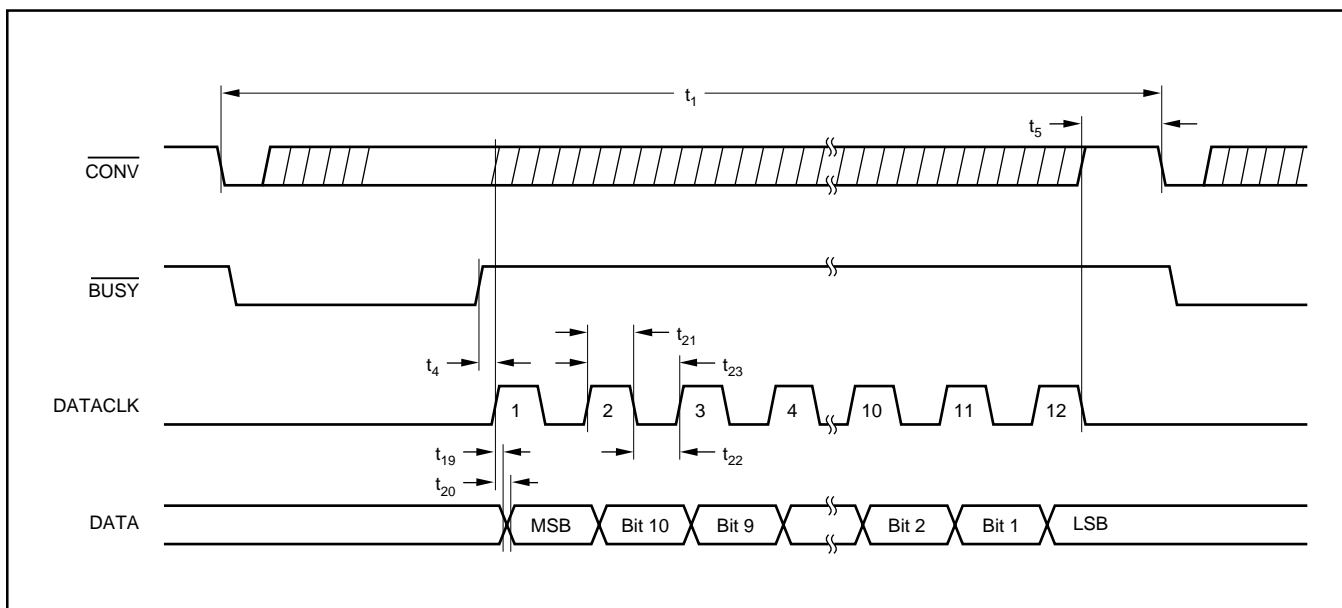 t1
t5
CONV
BUSY
t21
t4
t23
DATACLK
1 2 3 4 10 11 12
t19
t22
t20
DATA
MSB Bit 10 Bit 9 Bit 2 Bit 1 LSB